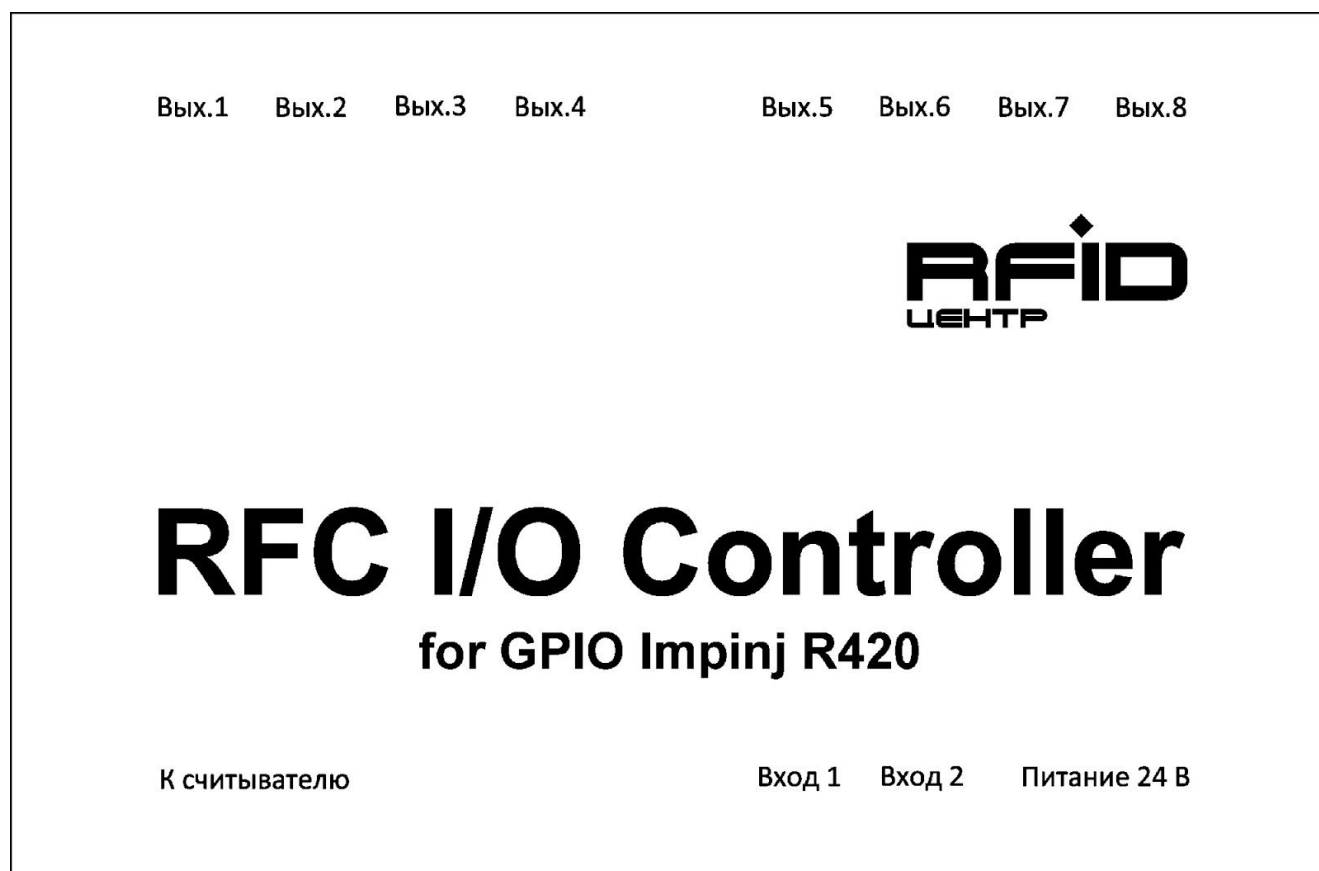 Вых.1 Вых.2 Вых.3 Вых.4 Вых.5 Вых.6 Вых.7 Вых.8
RFiD
ЦЕНТР
RFC I/O Controller
for GPIO Impinj R420
К считывателю Вход 1 Вход 2 Питание 24 В